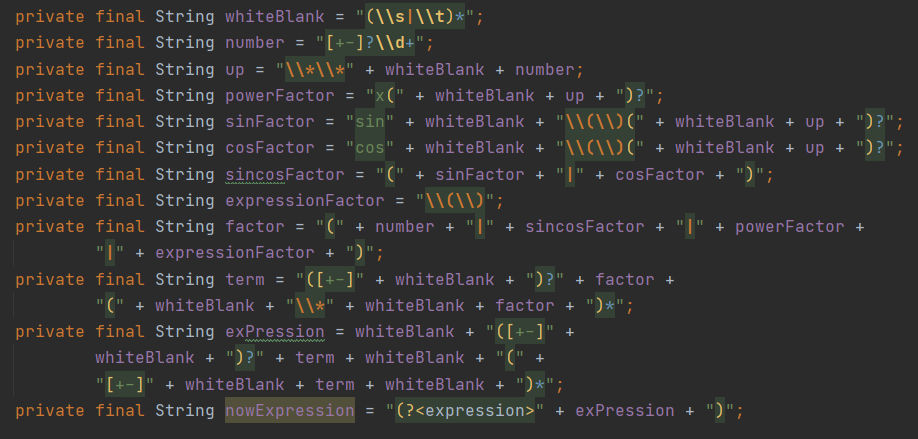 private final String whiteBlank = "(\\s|\\t)*";
private final String number = "[+-]?\\d+";
private final String up = "\\*\\*" + whiteBlank + number;
private final String powerFactor = "x(" + whiteBlank + up + ")?";
private final String sinFactor = "sin" + whiteBlank + "\\(\\)(" + whiteBlank + up + ")?";
private final String cosFactor = "cos" + whiteBlank + "\\(\\)(" + whiteBlank + up + ")?";
private final String sincosFactor = "(" + sinFactor + "|" + cosFactor + ")";
private final String expressionFactor = "\\(\\)";
private final String factor = "(" + number + "|" + sincosFactor + "|" + powerFactor +
"|" + expressionFactor + ")";
private final String term = "([+-]" + whiteBlank + ")?" + factor +
"(" + whiteBlank + "\\*" + whiteBlank + factor + ")*";
private final String exPression = whiteBlank + "([+-]" +
whiteBlank + ")?" + term + whiteBlank + "(" +
"[+-]" + whiteBlank + term + whiteBlank + ")*";
private final String nowExpression = "(?<expression>" + exPression + ")";